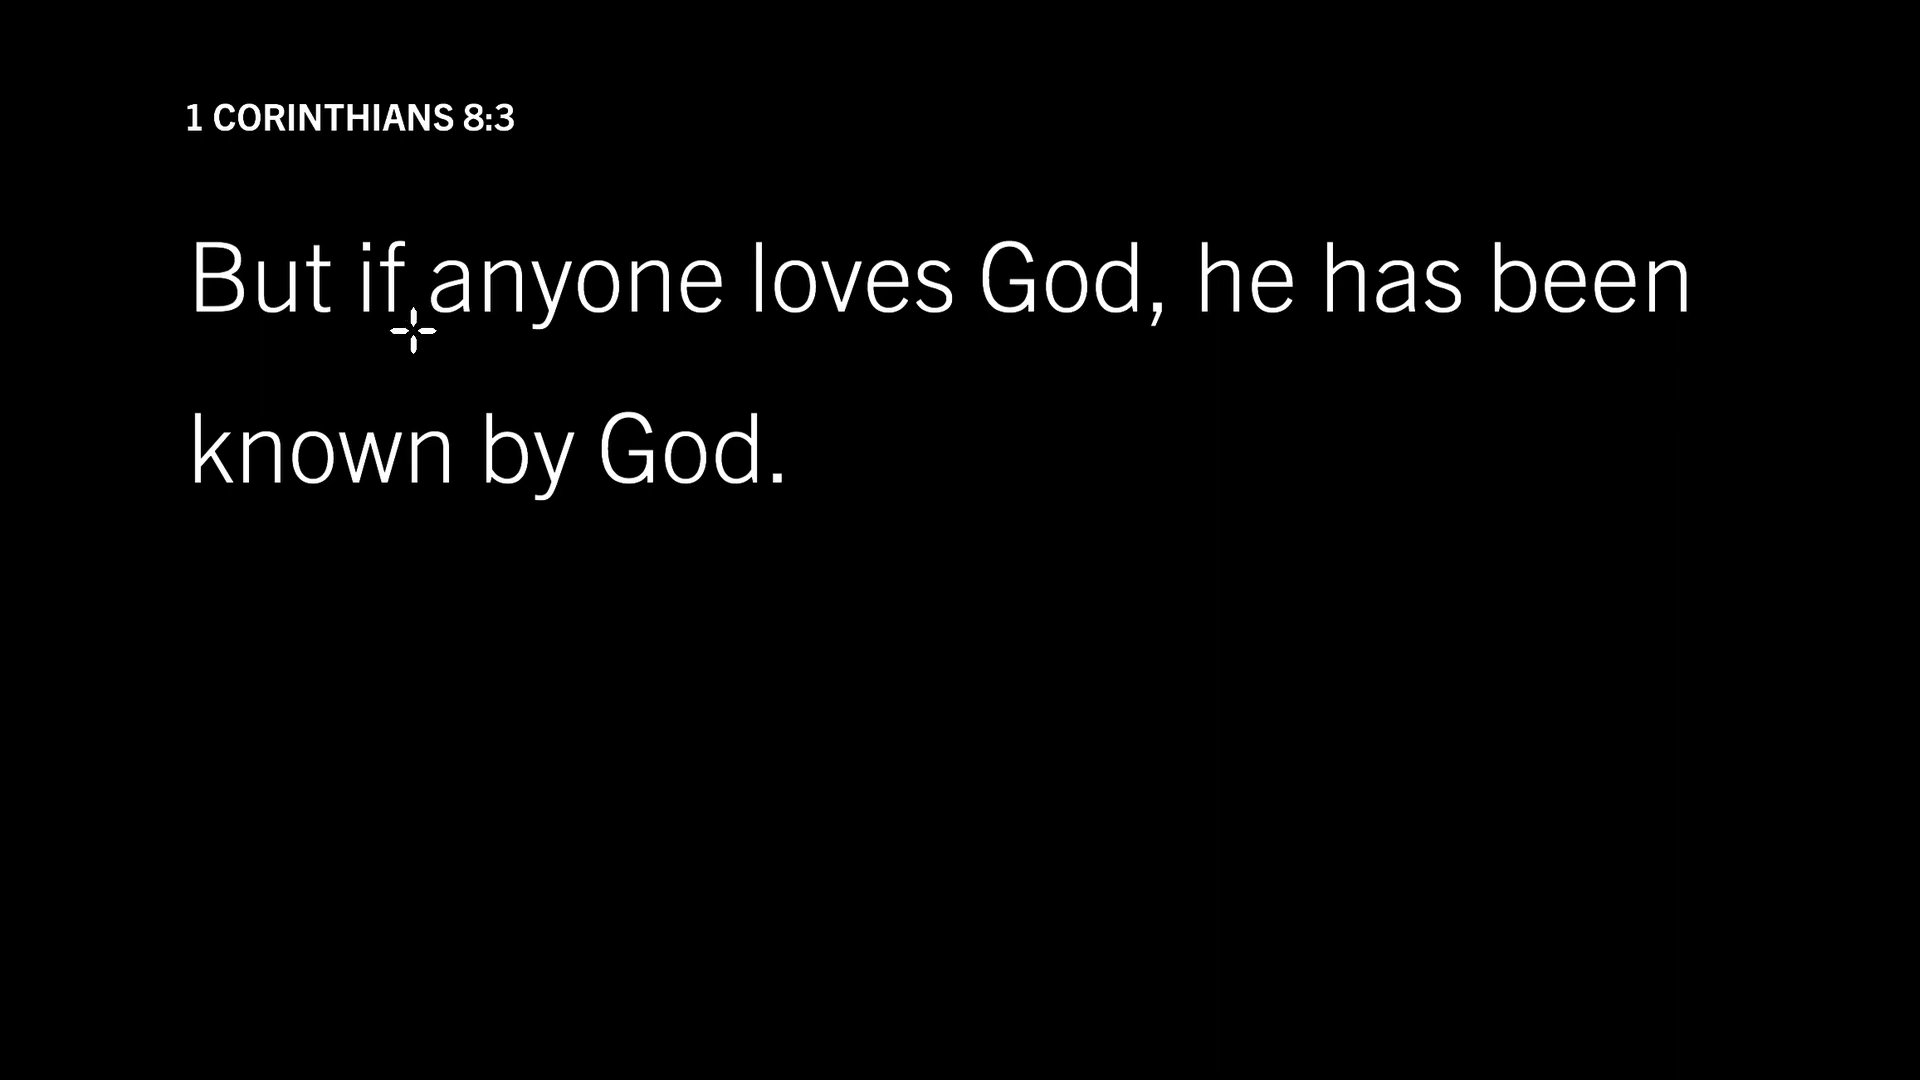 1 CORINTHIANS 8:3
But if anyone loves God, he has been
known by God.